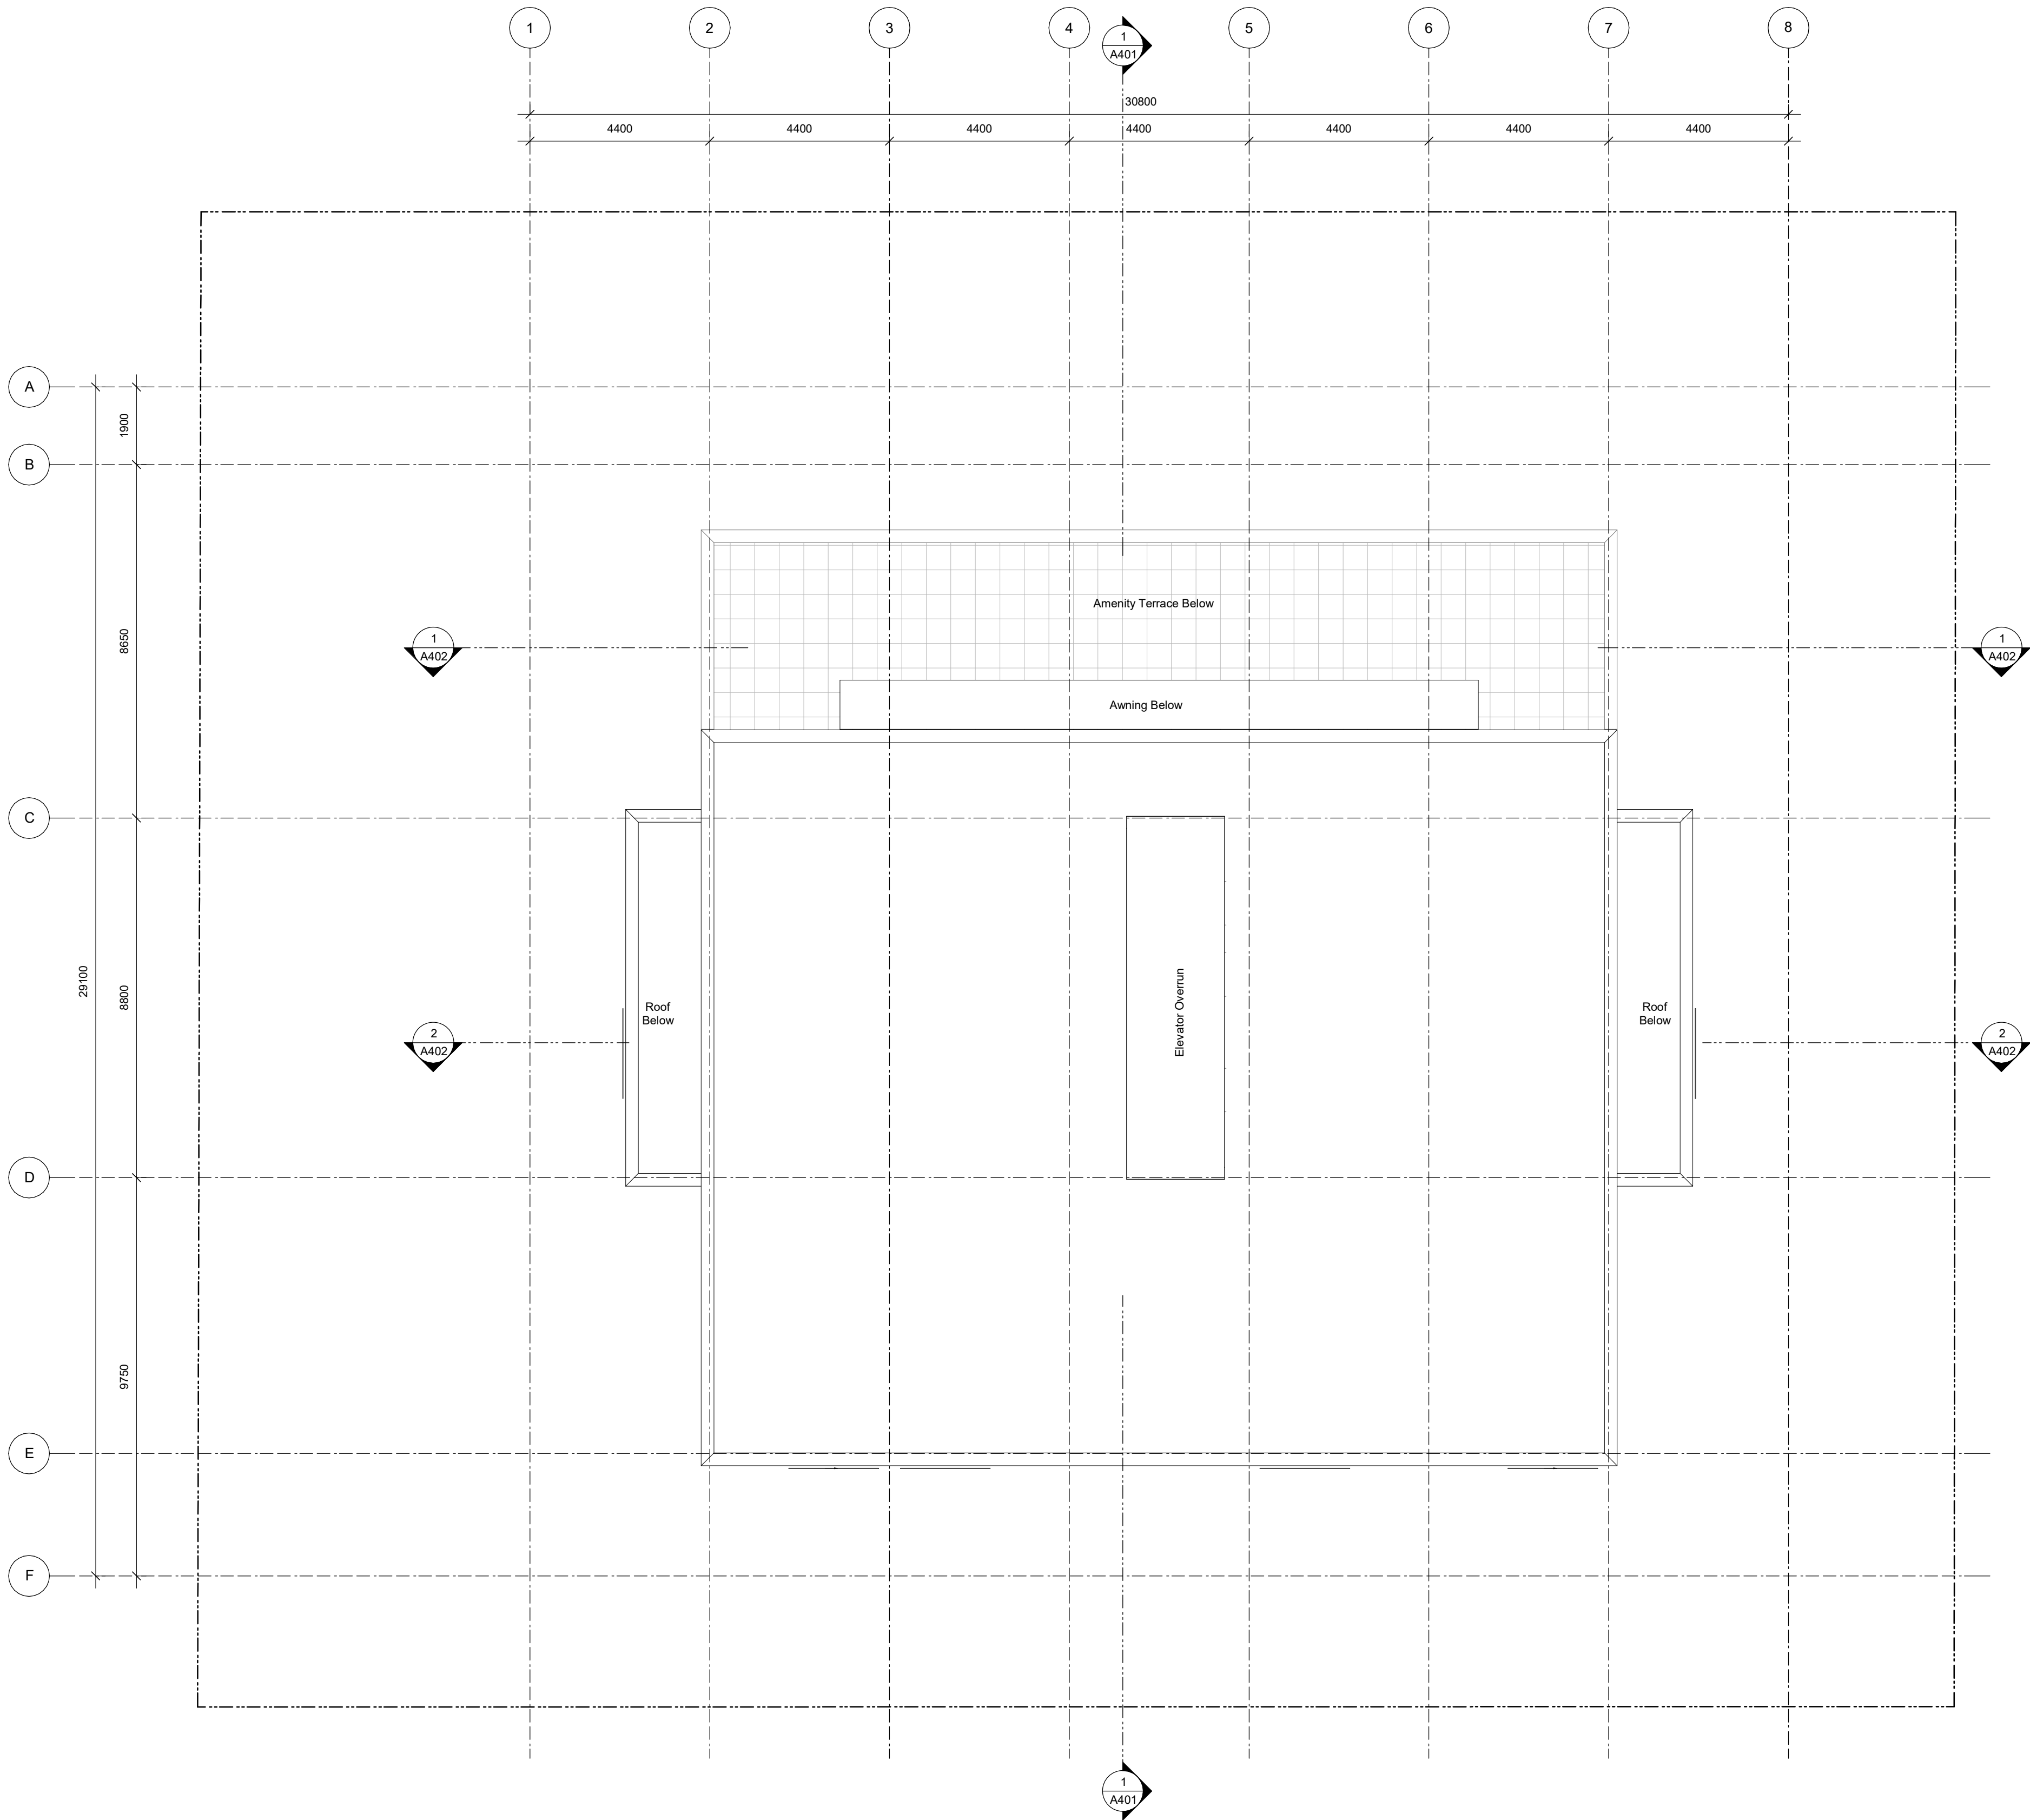 1
2
3
4
5
6
7
8
1
A401
30800
4400
4400
4400
4400
4400
4400
4400
A
1900
B
Amenity Terrace Below
8650
1
A402
1
A402
Awning Below
C
29100
8800
Roof
Below
Elevator Overrun
Roof
Below
2
A402
2
A402
D
9750
E
F
1
A401